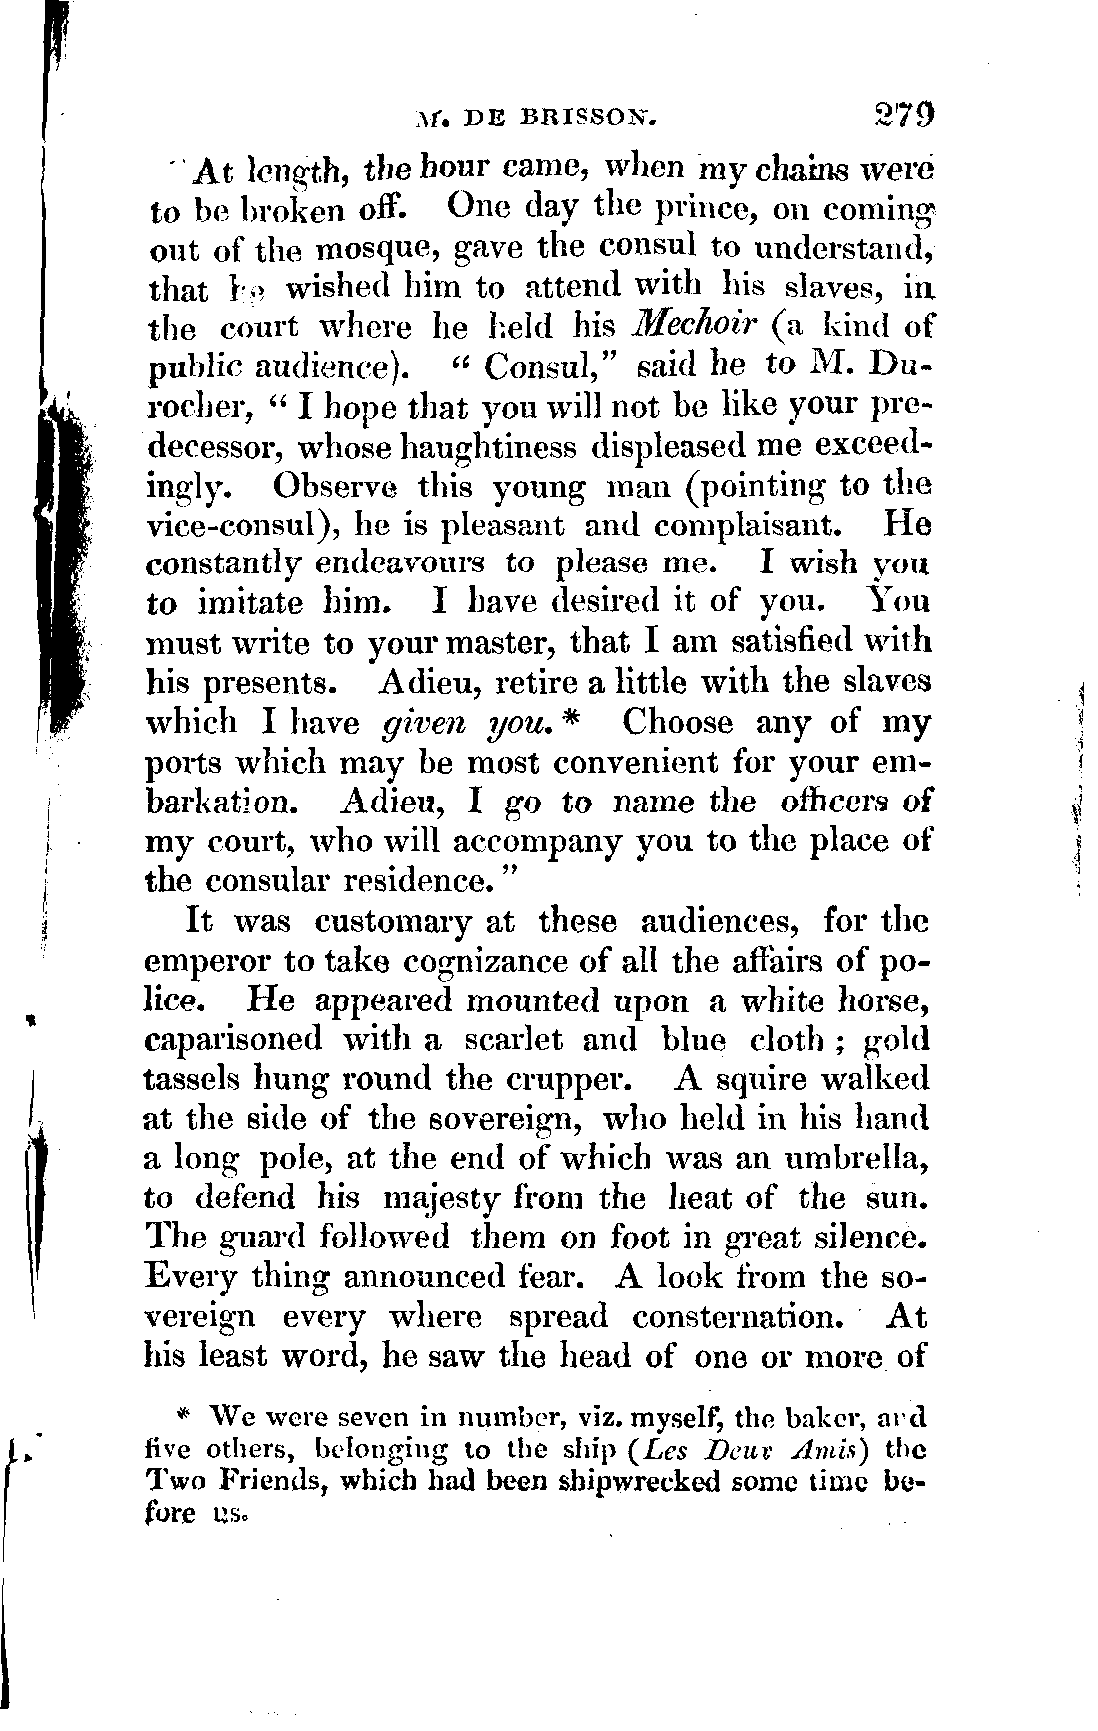 M. DE BRISSON. 279
At length, the hour came, when my chains were
to be broken off. One day the prince, on coming
out of the mosque, gave the consul to understand,
that he wished him to attend with his slaves, in
the court where he held his Mechoir (a kind of
public audience). “ Consul,” said he to M. Du-
rocher, “ I hope that you will not be like your pre-
decessor, whose haughtiness displeased me exceed-
ingly. Observe this young man (pointing to the
vice-consul), he is pleasant and complaisant. He
constantly endeavours to please me. I wish you
to imitate him. I have desired it of you. You
must write to your master, that I am satisfied with
his presents. Adieu, retire a little with the slaves
which I have given you.* Choose any of my
ports which may be most convenient for your em-
barkation. Adieu, I go to name the officers of
my court, who will accompany you to the place of
the consular residence.”
It was customary at these audiences, for the
emperor to take cognizance of all the affairs of po-
lice. He appeared mounted upon a white horse,
caparisoned with a scarlet and blue cloth ; gold
tassels hung round the crupper. A squire walked
at the side of the sovereign, who held in his hand
a long pole, at the end of which was an umbrella,
to defend his majesty from the heat of the sun.
The guard followed them on foot in great silence.
Every thing announced fear. A look from the so-
vereign every where spread consternation. At
his least word, he saw the head of one or more of
* We were seven in number, viz. myself, the baker, and
five others, belonging to the ship (Les Deux Amis) the
Two Friends, which had been shipwrecked some time be-
fore us.